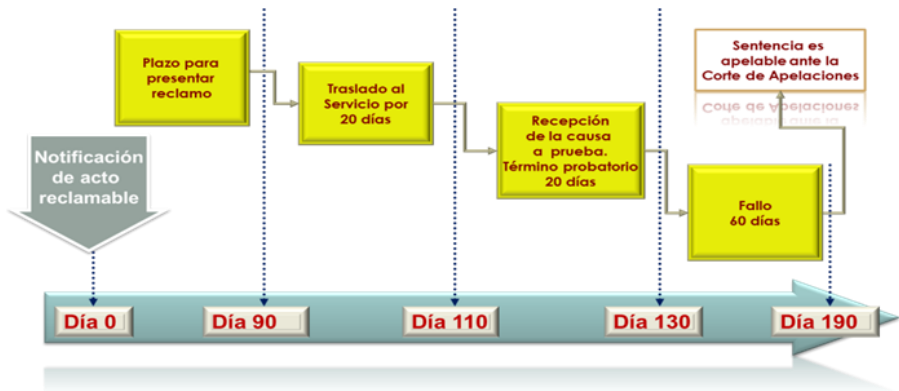 Plazo para
presentar
reclamo
Traslado al
Servicio por
20 días
Recepción
de la causa
a prueba.
Término probatorio
20 días
Fallo
60 días
Sentencia es
apelable ante la
Corte de Apelaciones
Notificación
de acto
reclamable
Día 0
Día 90
Día 110
Día 130
Día 190